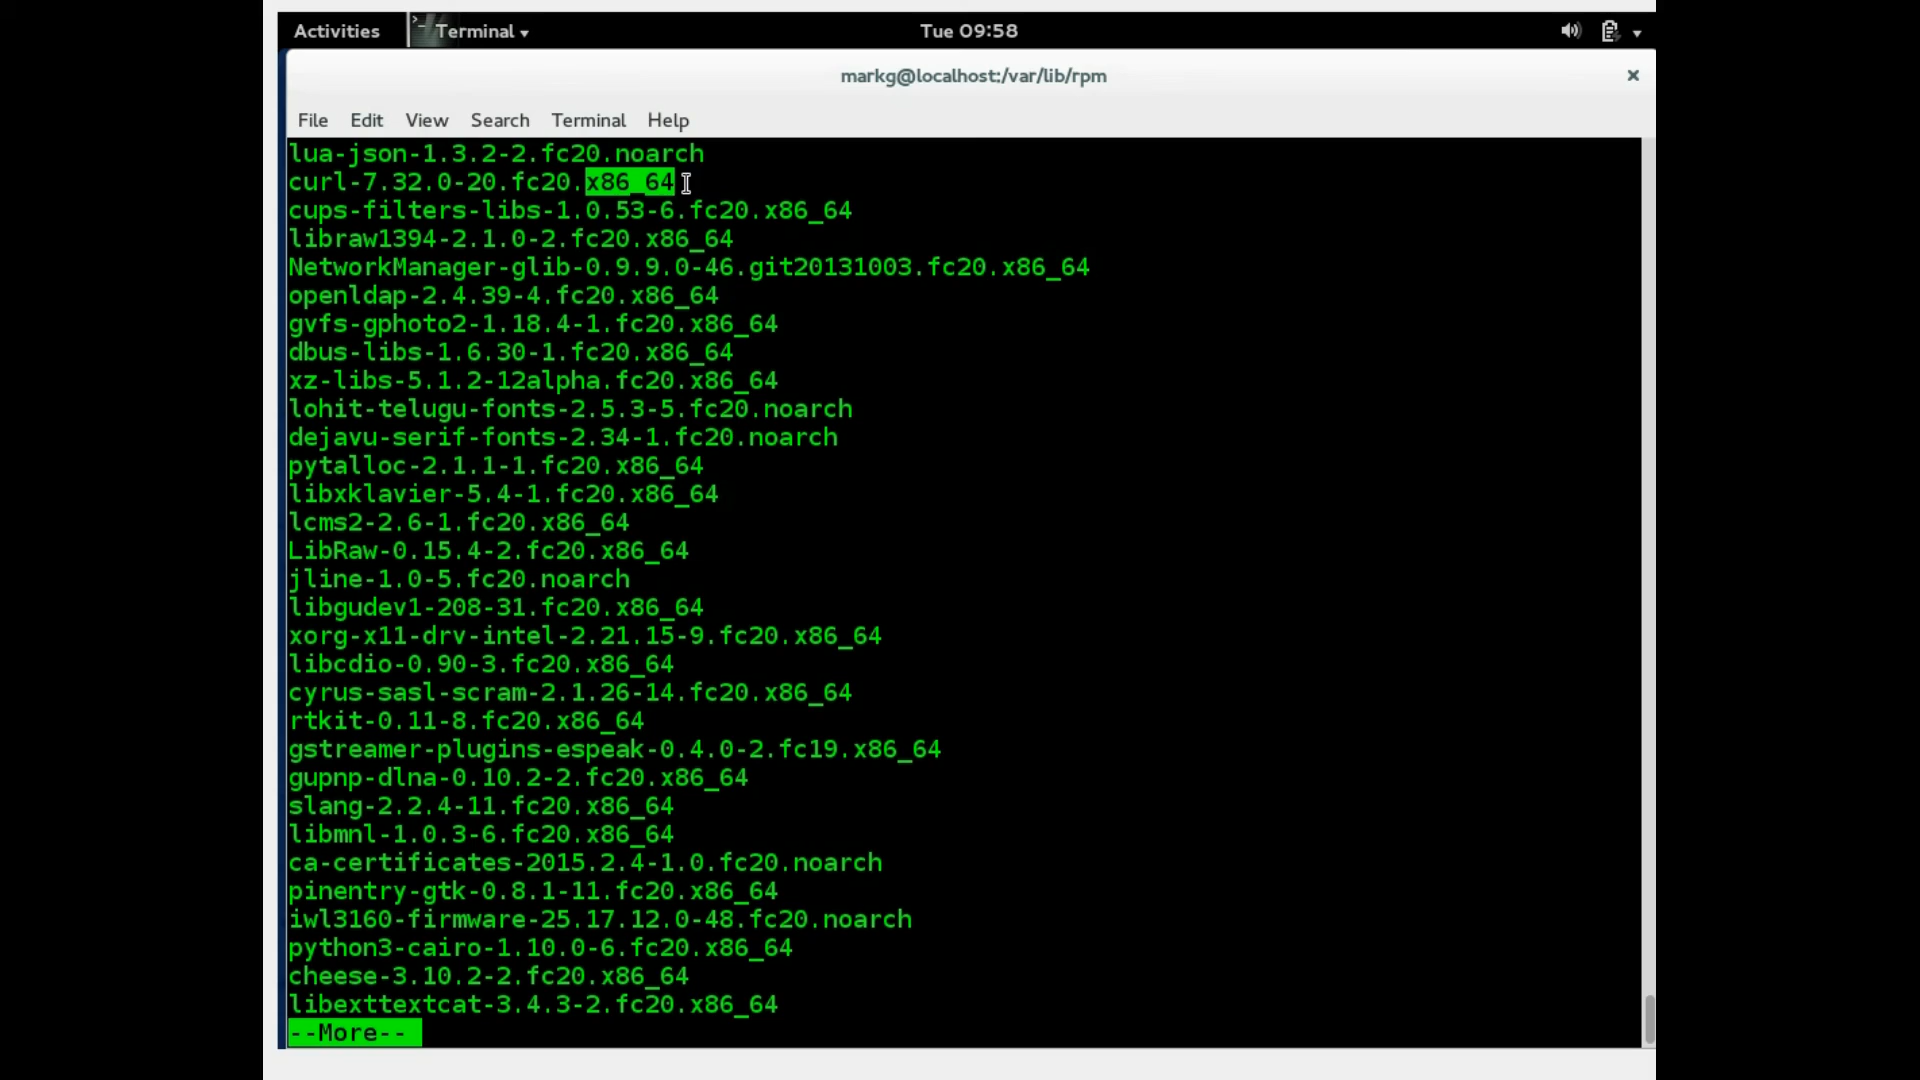 Activities Terminal Tue 09:58
markg@localhost:/var/lib/rpm
File Edit View Search Terminal Help
lua-json-1.3.2-2.fc20.noarch
curl-7.32.0-20.fc20.x86_64
cups-filters-libs-1.0.53-6.fc20.x86_64
libraw1394-2.1.0-2.fc20.x86_64
NetworkManager-glib-0.9.9.0-46.git20131003.fc20.x86_64
openldap-2.4.39-4.fc20.x86_64
gvfs-gphoto2-1.18.4-1.fc20.x86_64
dbus-libs-1.6.30-1.fc20.x86_64
xz-libs-5.1.2-12alpha.fc20.x86_64
lohit-telugu-fonts-2.5.3-5.fc20.noarch
dejavu-serif-fonts-2.34-1.fc20.noarch
pytalloc-2.1.1-1.fc20.x86_64
libxklavier-5.4-1.fc20.x86_64
lcms2-2.6-1.fc20.x86_64
LibRaw-0.15.4-2.fc20.x86_64
jline-1.0-5.fc20.noarch
libgudev1-208-31.fc20.x86_64
xorg-x11-drv-intel-2.21.15-9.fc20.x86_64
libcdio-0.90-3.fc20.x86_64
cyrus-sasl-scram-2.1.26-14.fc20.x86_64
rtkit-0.11-8.fc20.x86_64
gstreamer-plugins-espeak-0.4.0-2.fc19.x86_64
gupnp-dlna-0.10.2-2.fc20.x86_64
slang-2.2.4-11.fc20.x86_64
libmnl-1.0.3-6.fc20.x86_64
ca-certificates-2015.2.4-1.0.fc20.noarch
pinentry-gtk-0.8.1-11.fc20.x86_64
iwl3160-firmware-25.17.12.0-48.fc20.noarch
python3-cairo-1.10.0-6.fc20.x86_64
cheese-3.10.2-2.fc20.x86_64
libexttextcat-3.4.3-2.fc20.x86_64
--More--